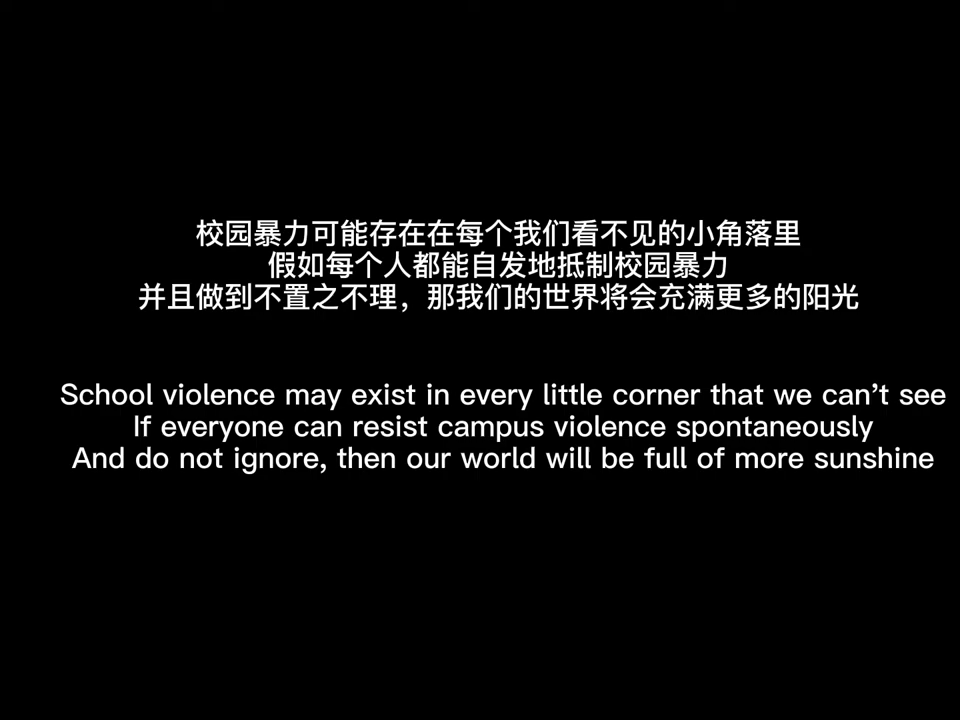 校园暴力可能存在在每个我们看不见的小角落里
假如每个人都能自发地抵制校园暴力
并且做到不置之不理，那我们的世界将会充满更多的阳光
School violence may exist in every little corner that we can’t see
If everyone can resist campus violence spontaneously
And do not ignore, then our world will be full of more sunshine